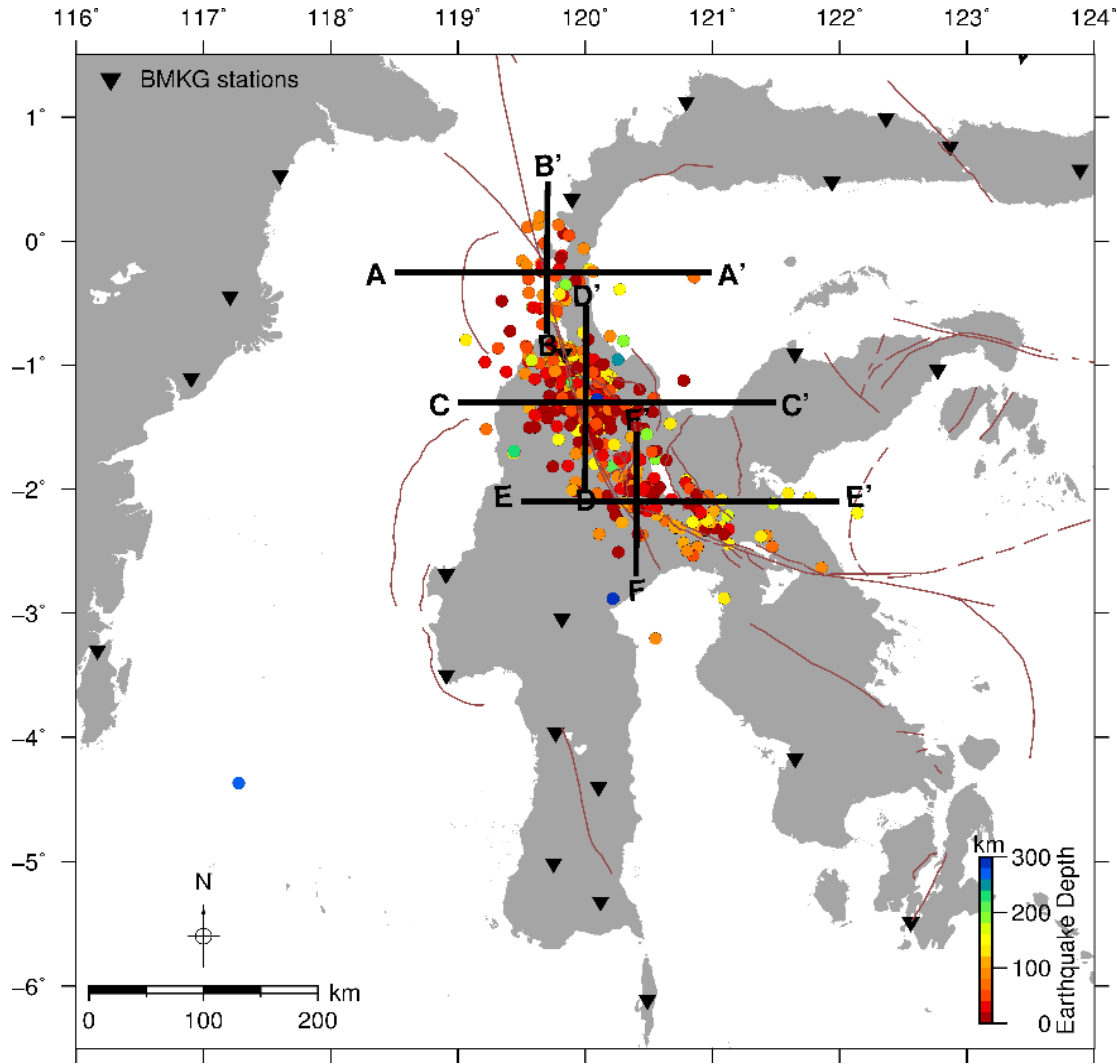 116° 117° 118° 119° 120° 121° 122° 123° 124°
BMKG stations
1°
B’
0°
A A’
D’
B
−1°
C C’
F’
−2°
E D E’
F
−3°
−4°
−5°
−6°
N
km
0 100 200
km
300
200
100
0
Earthquake Depth